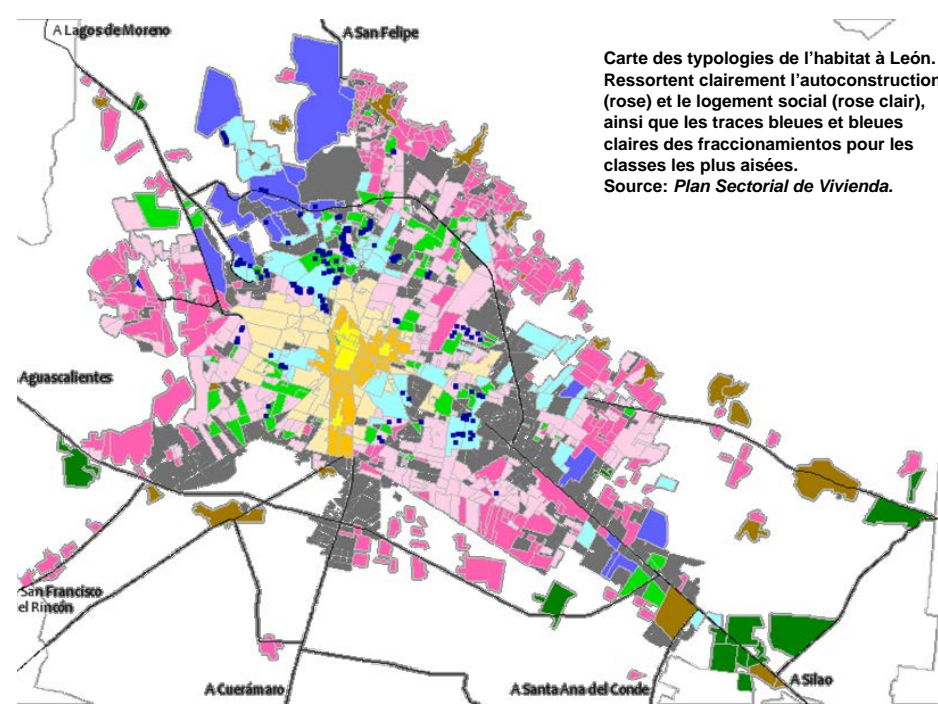 A Lagos de Moreno
A San Felipe
Carte des typologies de l'habitat à León.
Ressortent clairement l'autoconstruction
(rose) et le logement social (rose clair),
ainsi que les traces bleues et bleues
claires des fraccionamientos pour les
classes les plus aisées.
Source: Plan Sectorial de Vivienda.
Aguascalientes
San Francisco
el Rincón
A Cuerámaro
A Santa Ana del Conde
A Silao